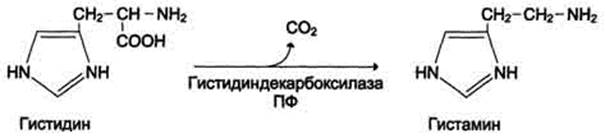 CH₂–CH–NH₂
COOH
HN
NH
Гистидин
CO₂
Гистидиндекарбоксилаза
ПФ
CH₂–CH₂–NH₂
HN
NH
Гистамин